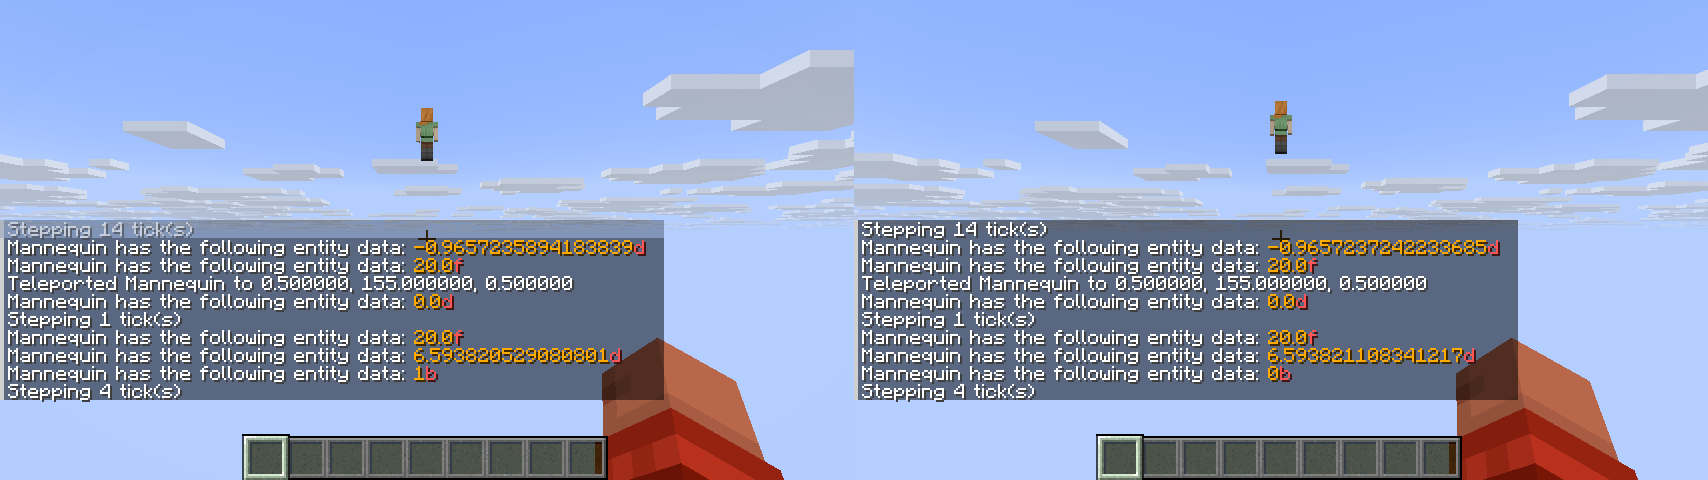 Stepping 14 tick(s)
Mannequin has the following entity data: -0.9657235894183839d
Mannequin has the following entity data: 20.0f
Teleported Mannequin to 0.500000, 155.000000, 0.500000
Mannequin has the following entity data: 0.0d
Stepping 1 tick(s)
Mannequin has the following entity data: 20.0f
Mannequin has the following entity data: 6.593820529080801d
Mannequin has the following entity data: 1b
Stepping 4 tick(s)
Stepping 14 tick(s)
Mannequin has the following entity data: -0.9657237242233685d
Mannequin has the following entity data: 20.0f
Teleported Mannequin to 0.500000, 155.000000, 0.500000
Mannequin has the following entity data: 0.0d
Stepping 1 tick(s)
Mannequin has the following entity data: 20.0f
Mannequin has the following entity data: 6.593821108341217d
Mannequin has the following entity data: 0b
Stepping 4 tick(s)